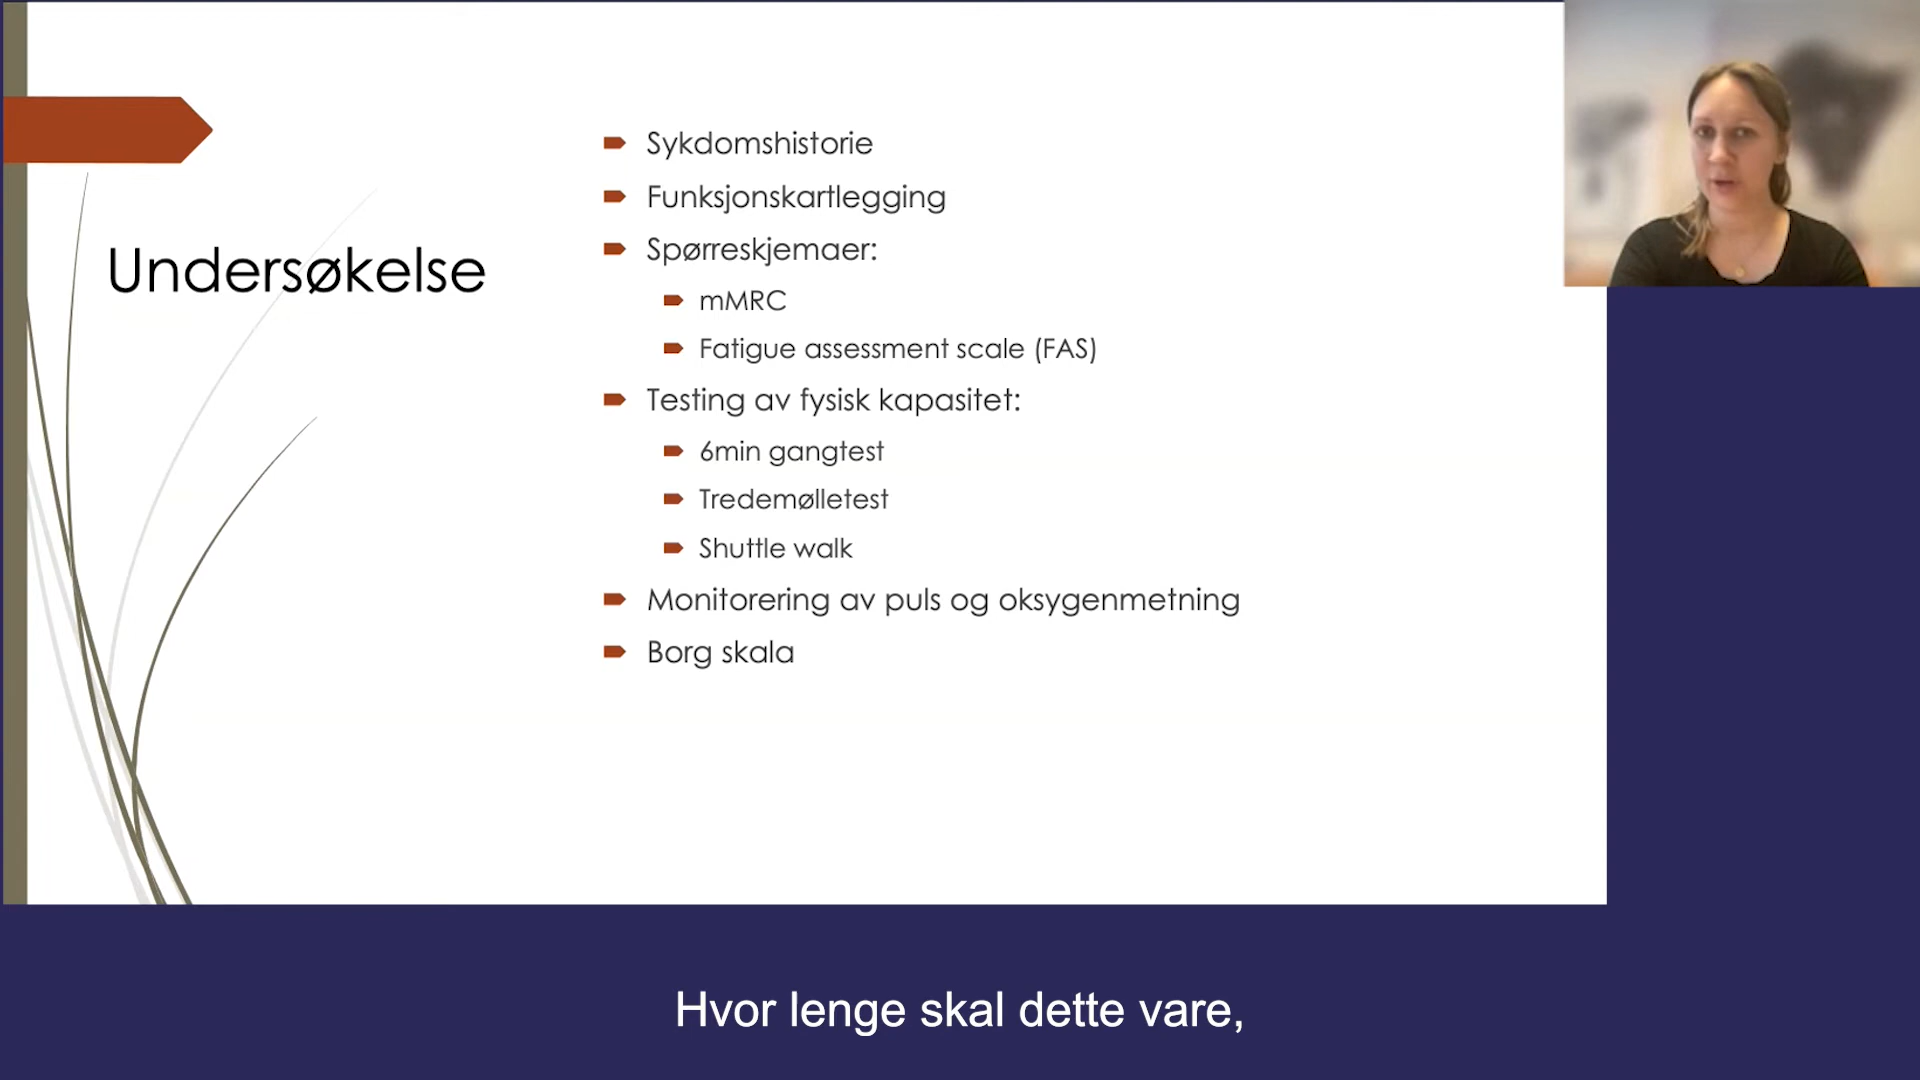 Undersøkelse
Sykdomshistorie
Funksjonskartlegging
Spørreskjemaer:
mMRC
Fatigue assessment scale (FAS)
Testing av fysisk kapasitet:
6min gangtest
Tredemølletest
Shuttle walk
Monitorering av puls og oksygenmetning
Borg skala
Hvor lenge skal dette vare,